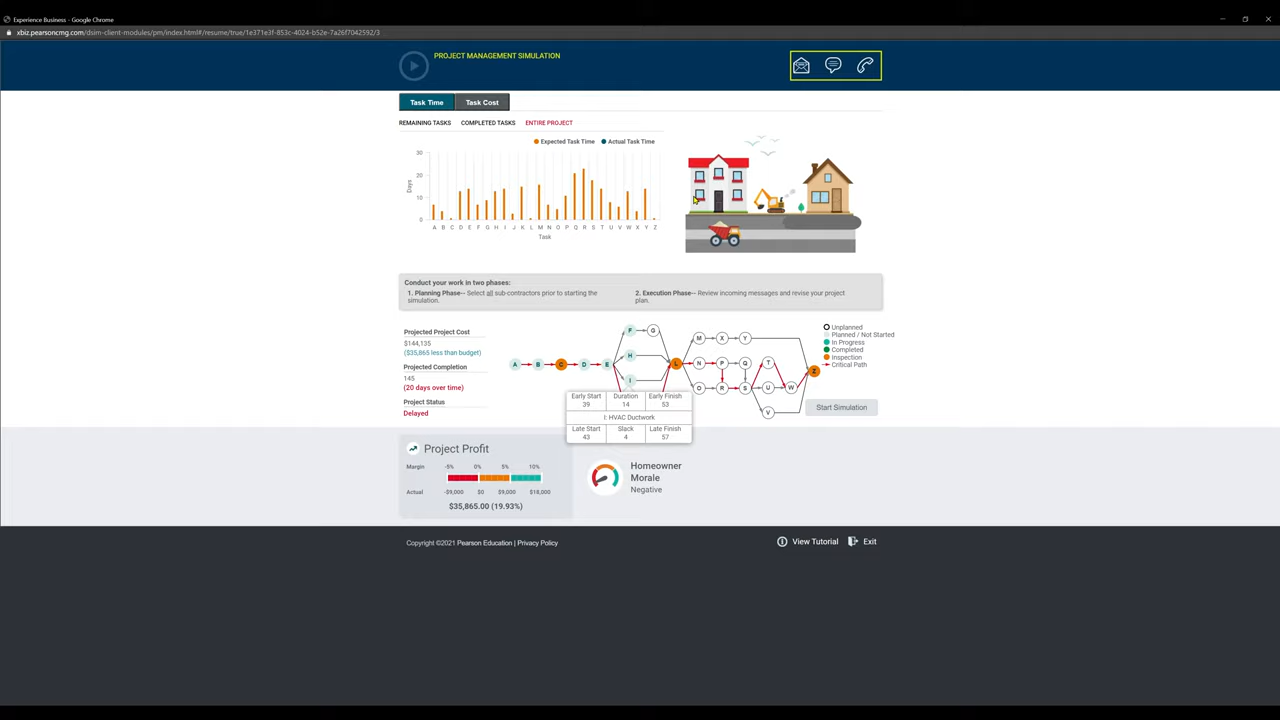 Experience Business - Google Chrome
xbiz.pearsoncmg.com/dsim-client-modules/pm/index.html#/resume/true/1e371e3f-853c-4024-b52e-7a26f7042592/3
PROJECT MANAGEMENT SIMULATION
Task Time
Task Cost
REMAINING TASKS
COMPLETED TASKS
ENTIRE PROJECT
Expected Task Time
Actual Task Time
Days
30
20
10
0
A B C D E F G H I J K L M N O P Q R S T U V W X Y Z
Task
Conduct your work in two phases:
1. Planning Phase-- Select all sub-contractors prior to starting the
simulation.
2. Execution Phase-- Review incoming messages and revise your project
plan.
Projected Project Cost
$144,135
($35,865 less than budget)
Projected Completion
145
(20 days over time)
Project Status
Delayed
F G
M X Y
H
A B C D E
L N P Q T
Z
I
O R S U W
V
Early Start
39
Duration
14
Early Finish
53
I: HVAC Ductwork
Late Start
43
Slack
4
Late Finish
57
Unplanned
Planned / Not Started
In Progress
Completed
Inspection
Critical Path
Start Simulation
Project Profit
Margin
-5% 0% 5% 10%
Actual
-$9,000 $0 $9,000 $18,000
$35,865.00 (19.93%)
Homeowner
Morale
Negative
Copyright ©2021 Pearson Education | Privacy Policy
View Tutorial
Exit